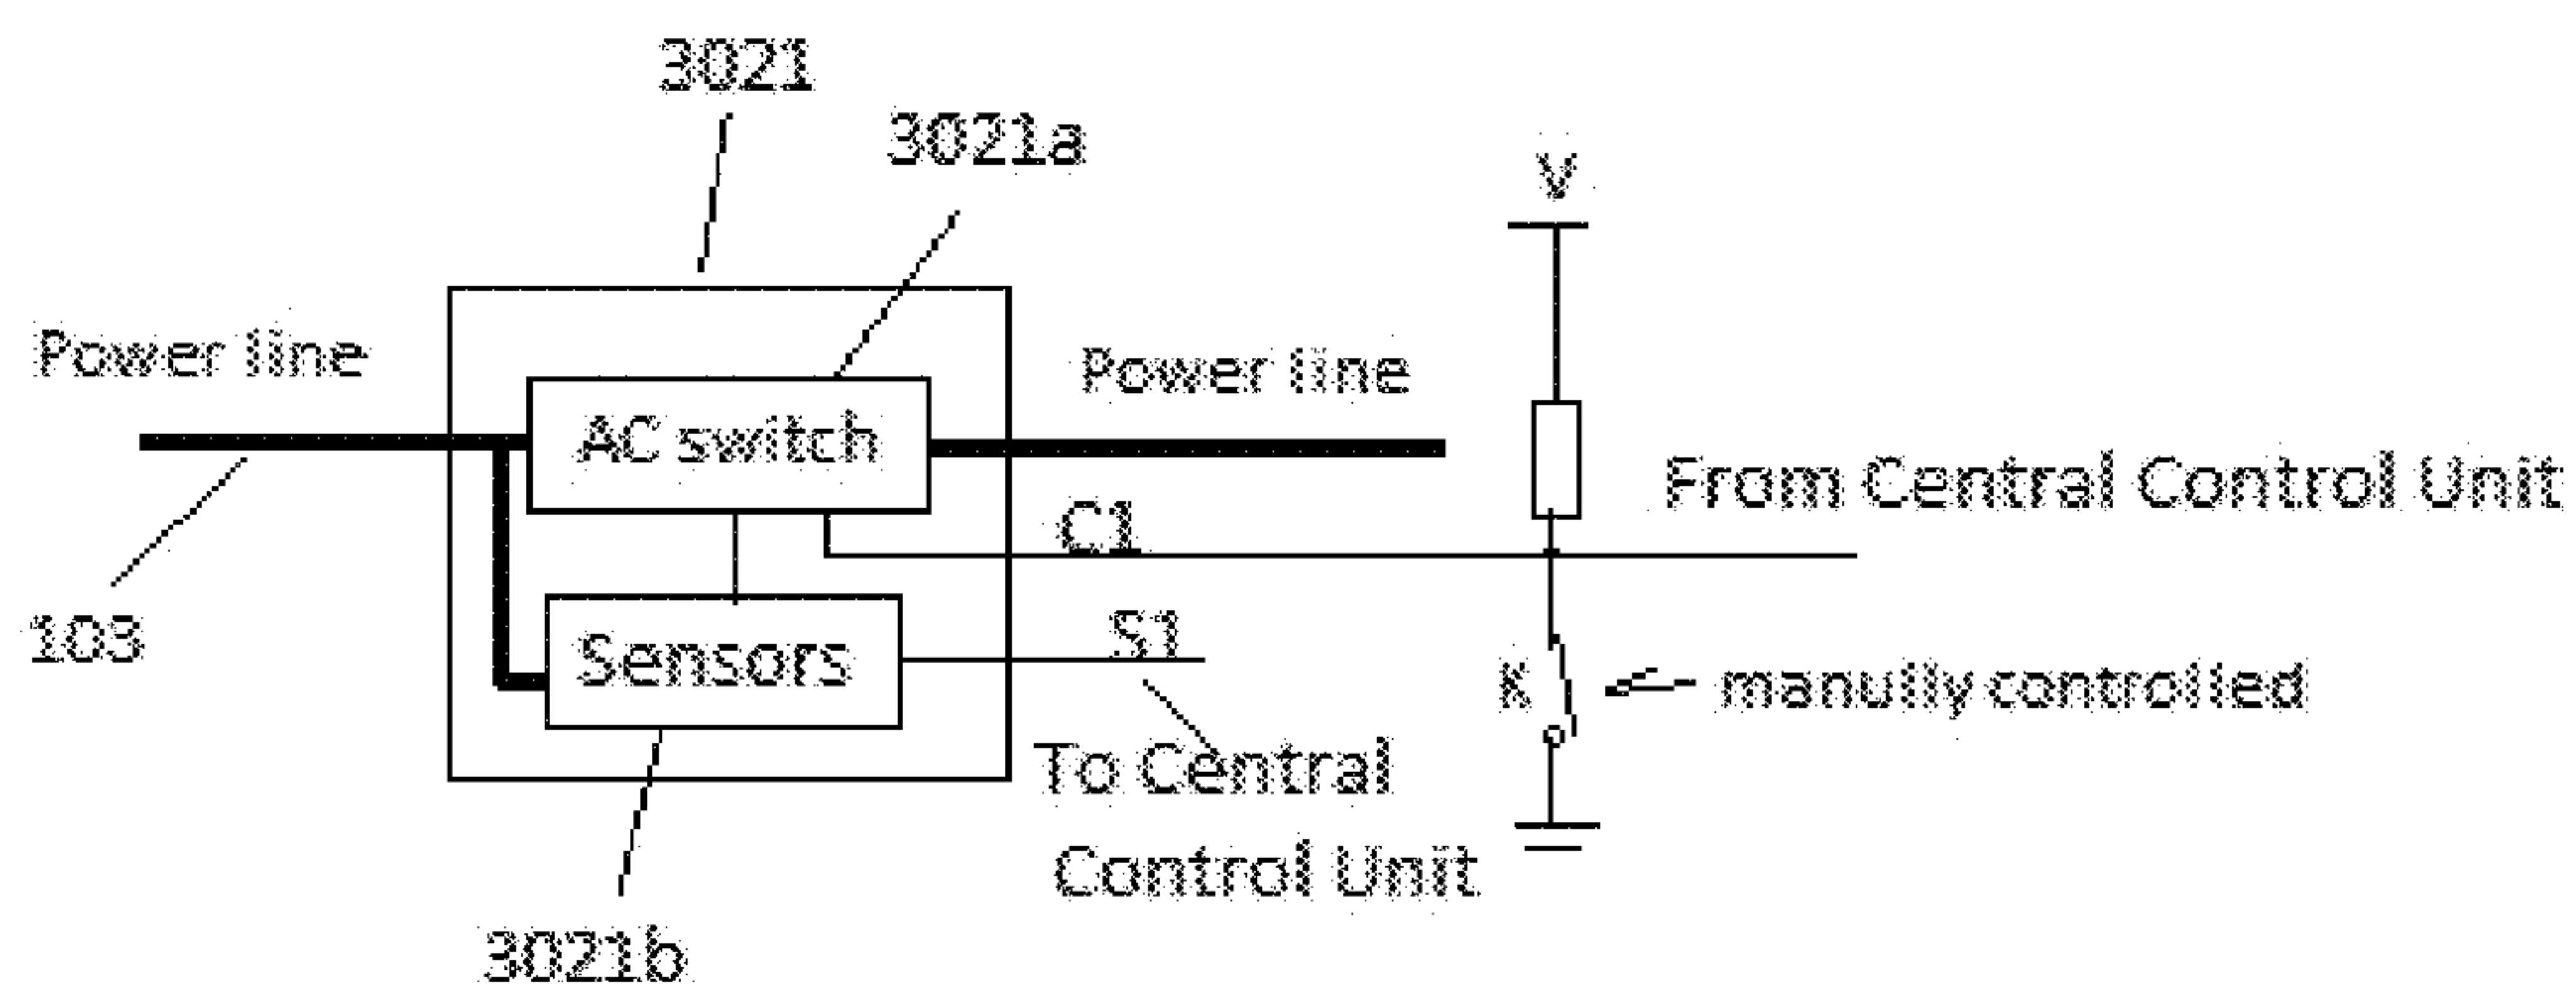 3021
3021a
V
Power line
Power line
AC switch
From Central Control Unit
C1
103
Sensors
S1
K
manully controlled
To Central
Control Unit
3021b